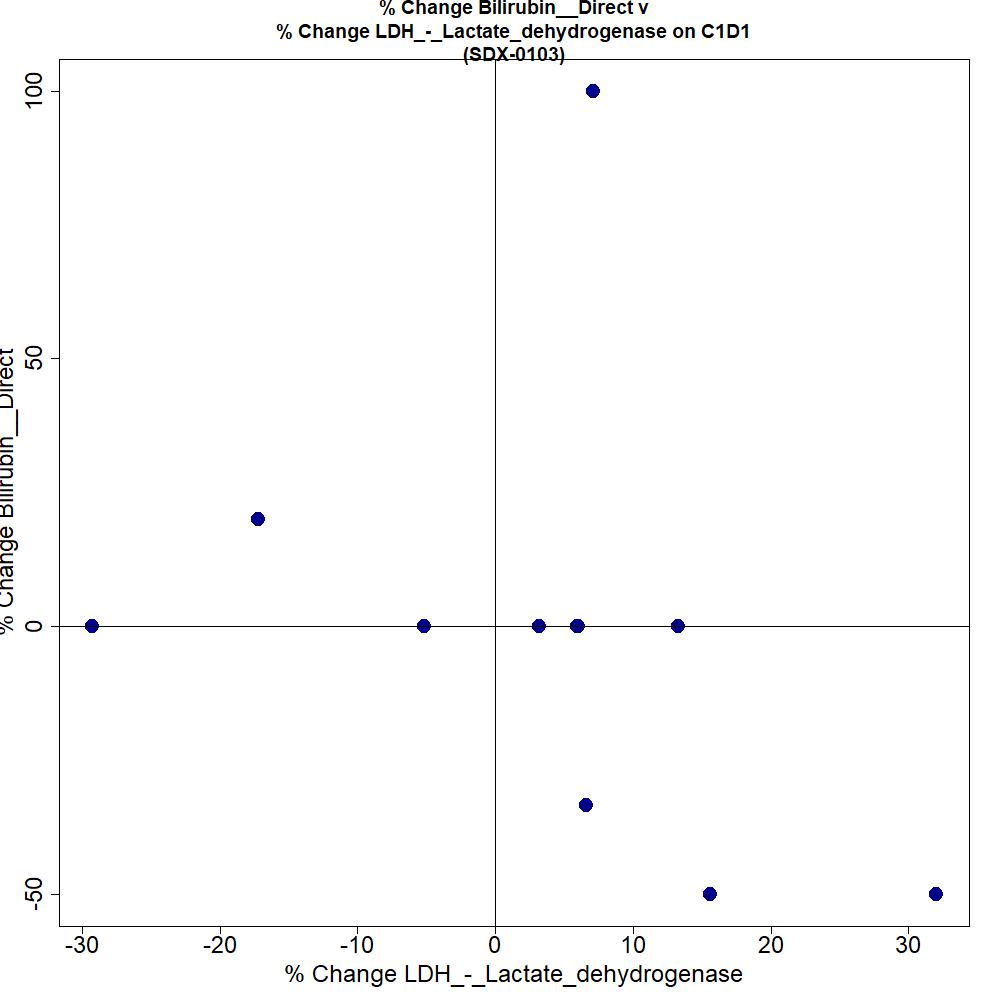 % Change Bilirubin__Direct v
% Change LDH_-_Lactate_dehydrogenase on C1D1
(SDX-0103)
% Change Bilirubin__Direct
100
50
0
-50
-30 -20 -10 0 10 20 30
% Change LDH_-_Lactate_dehydrogenase